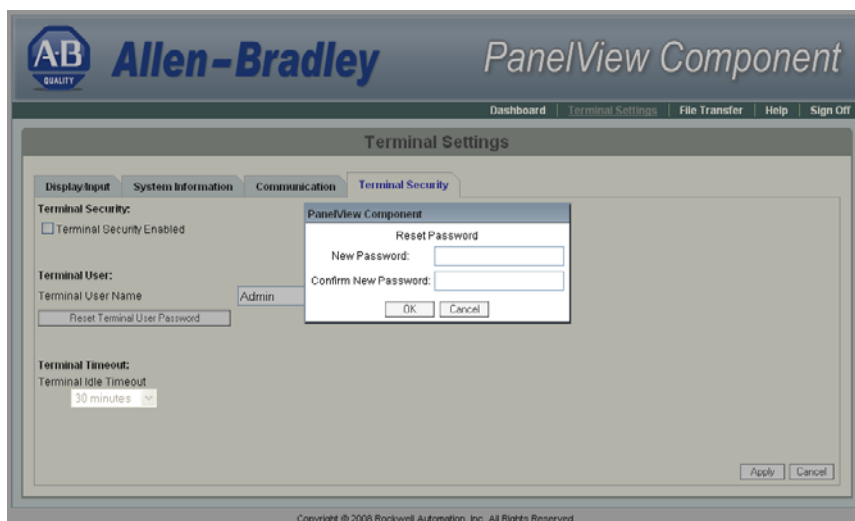 A·B QUALITY Allen-Bradley PanelView Component
Dashboard Terminal Settings File Transfer Help Sign Off
Terminal Settings
Display/Input System Information Communication Terminal Security
Terminal Security:
Terminal Security Enabled
PanelView Component
Reset Password
New Password:
Confirm New Password:
OK Cancel
Terminal User:
Terminal User Name Admin
Reset Terminal User Password
Terminal Timeout:
Terminal Idle Timeout
30 minutes
Apply Cancel
Copyright © 2008 Rockwell Automation, Inc. All Rights Reserved.